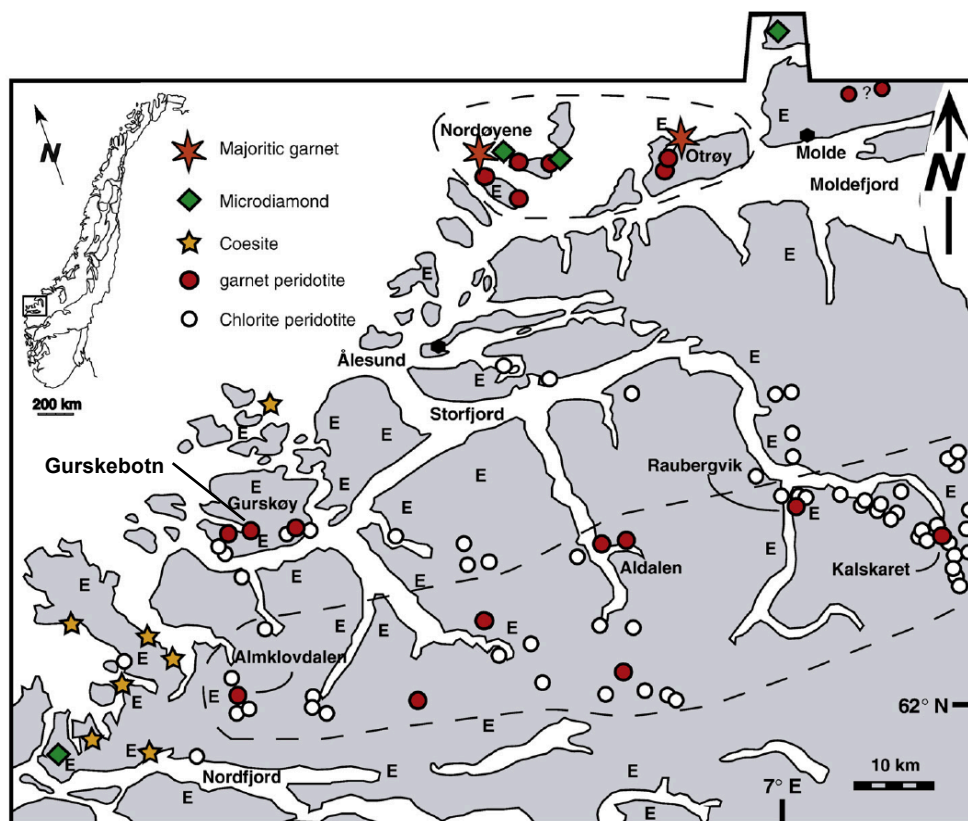 N
200 km
Majoritic garnet
Microdiamond
Coesite
garnet peridotite
Chlorite peridotite
E
?
N
Nordøyene
E
Otrøy
Molde
Moldefjord
E
E
E
Ålesund
E
Storfjord
E
E
E
E
E
Gurskebotn
Raubergvik
E
E
Gurskøy
E
E
Aldalen
E
Kalskaret
E
E
E
E
E
E
Almklovdalen
E
E
E
62° N
E
E
E
Nordfjord
E
E
10 km
7° E
E
E